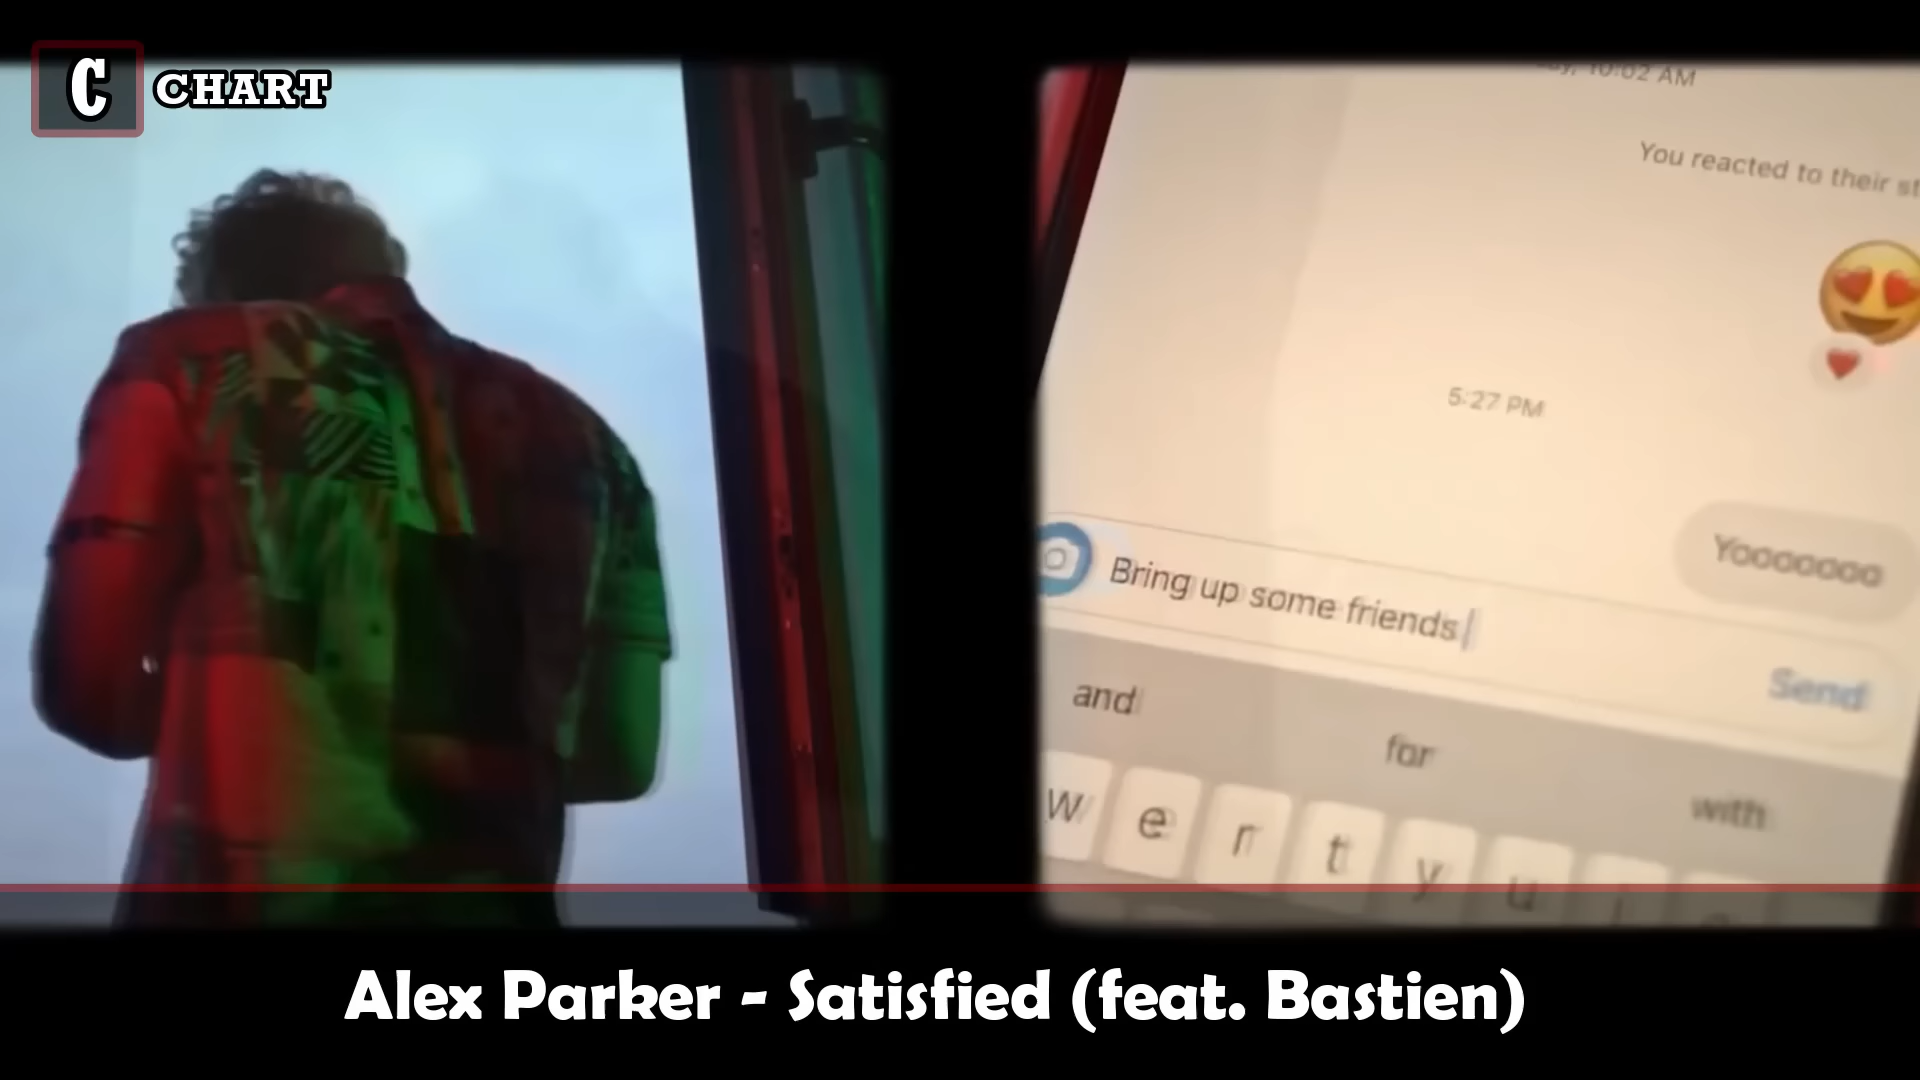 C CHART
10:02 AM
You reacted to their
5:27 PM
Yooooooo
Bring up some friends
Send
and
for
with
w e r t y u
Alex Parker - Satisfied (feat. Bastien)